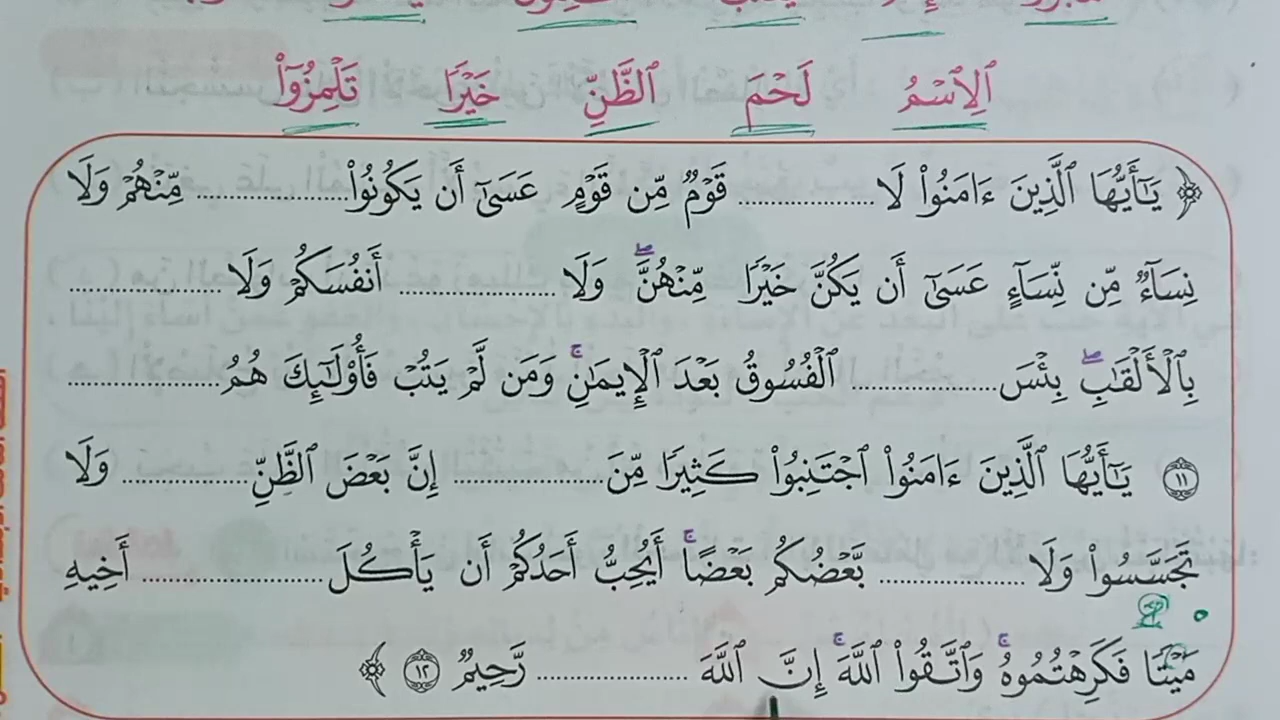 ٱلِٱسۡمُ لَحۡمَ ٱلظَّنِّ خَيۡرٗا تَلۡمِزُوٓاْ
﴿ يَٰٓأَيُّهَا ٱلَّذِينَ ءَامَنُواْ لَا .................... قَوۡمٞ مِّن قَوۡمٍ عَسَىٰٓ أَن يَكُونُواْ .................... مِّنۡهُمۡ وَلَا
نِسَآءٞ مِّن نِّسَآءٍ عَسَىٰٓ أَن يَكُنَّ خَيۡرٗا مِّنۡهُنَّۖ وَلَا .................... أَنفُسَكُمۡ وَلَا ....................
بِٱلۡأَلۡقَٰبِۖ بِئۡسَ .................... ٱلۡفُسُوقُ بَعۡدَ ٱلۡإِيمَٰنِۚ وَمَن لَّمۡ يَتُبۡ فَأُوْلَٰٓئِكَ هُمُ ....................
١١ يَٰٓأَيُّهَا ٱلَّذِينَ ءَامَنُواْ ٱجۡتَنِبُواْ كَثِيرٗا مِّنَ .................... إِنَّ بَعۡضَ ٱلظَّنِّ .................... وَلَا
تَجَسَّسُواْ وَلَا .................... بَّعۡضُكُم بَعۡضًاۚ أَيُحِبُّ أَحَدُكُمۡ أَن يَأۡكُلَ .................... أَخِيهِ
مَيۡتٗا فَكَرِهۡتُمُوهُۚ وَٱتَّقُواْ ٱللَّهَۚ إِنَّ ٱللَّهَ .................... رَّحِيمٞ ١٢ ﴾